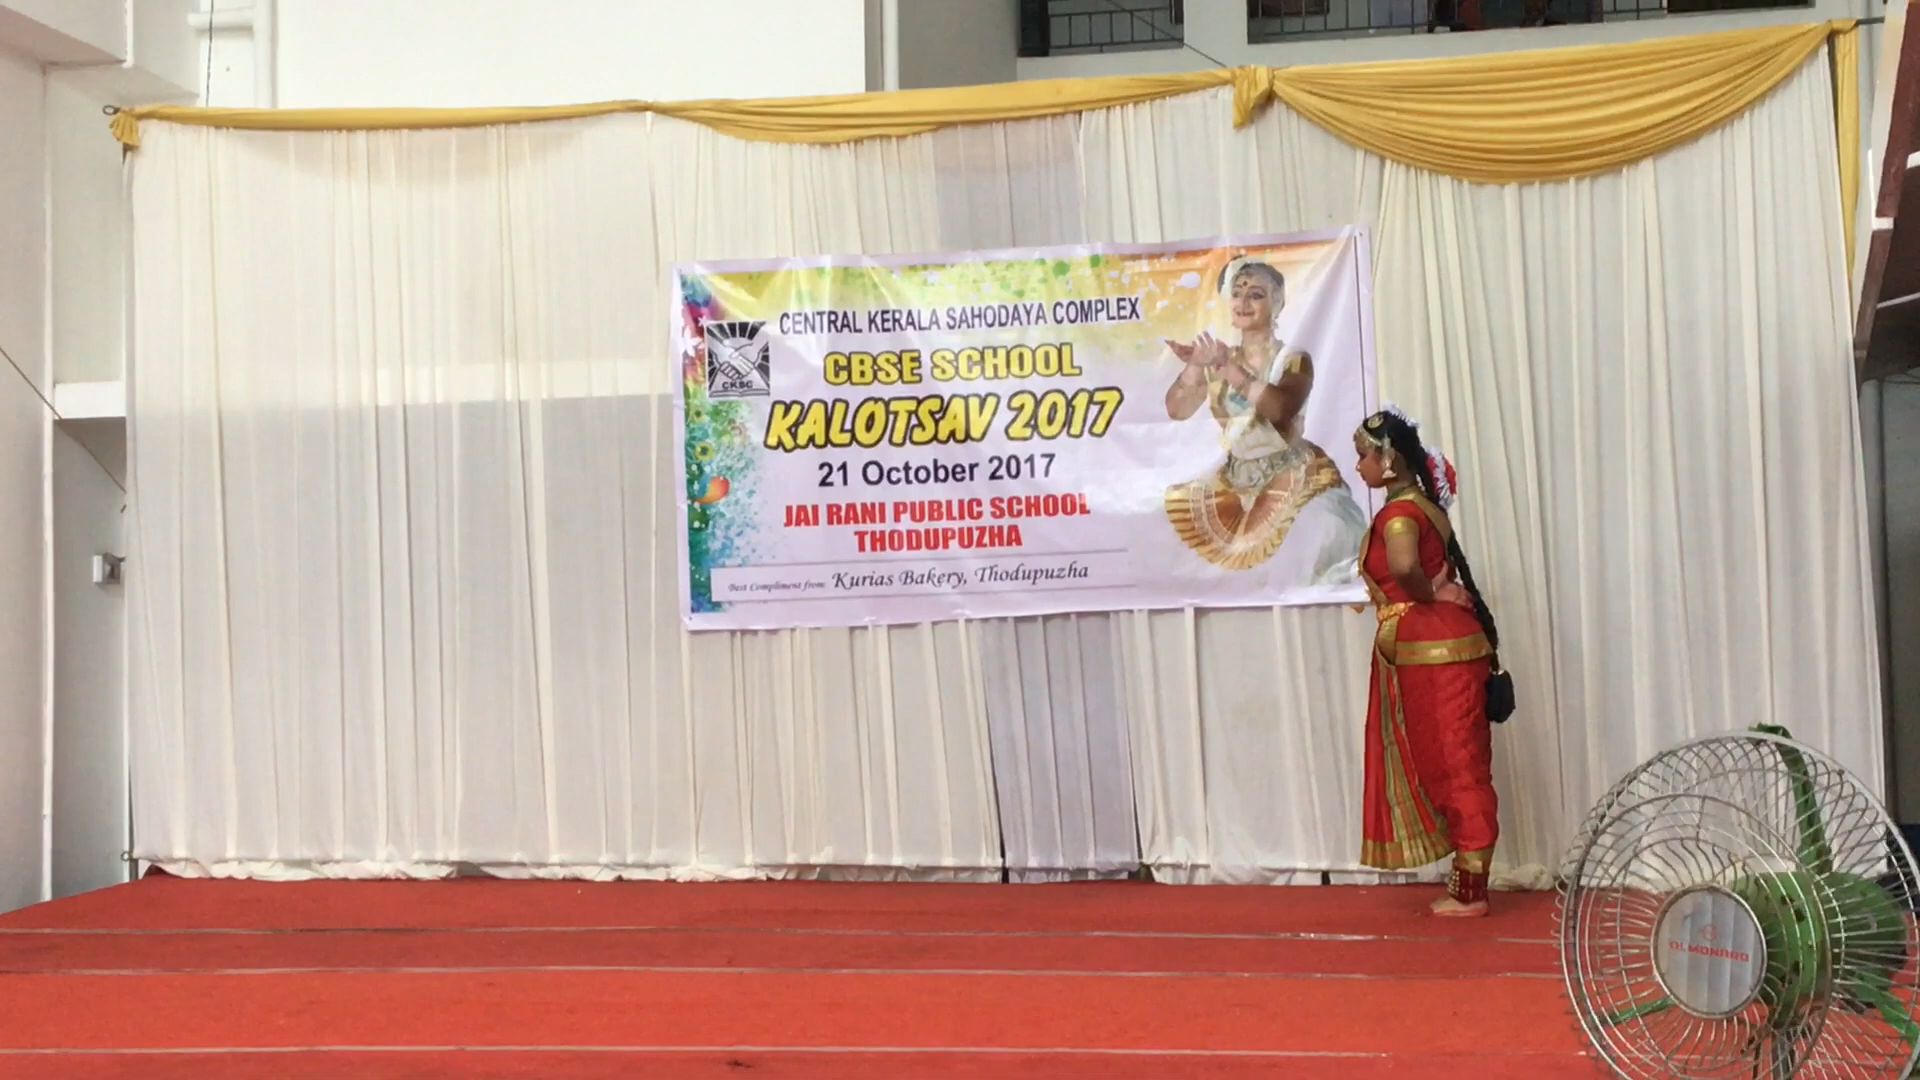 CENTRAL KERALA SAHODAYA COMPLEX
CKSC
CBSE SCHOOL
KALOTSAV 2017
21 October 2017
JAI RANI PUBLIC SCHOOL
THODUPUZHA
Best Compliment from: Kurias Bakery, Thodupuzha